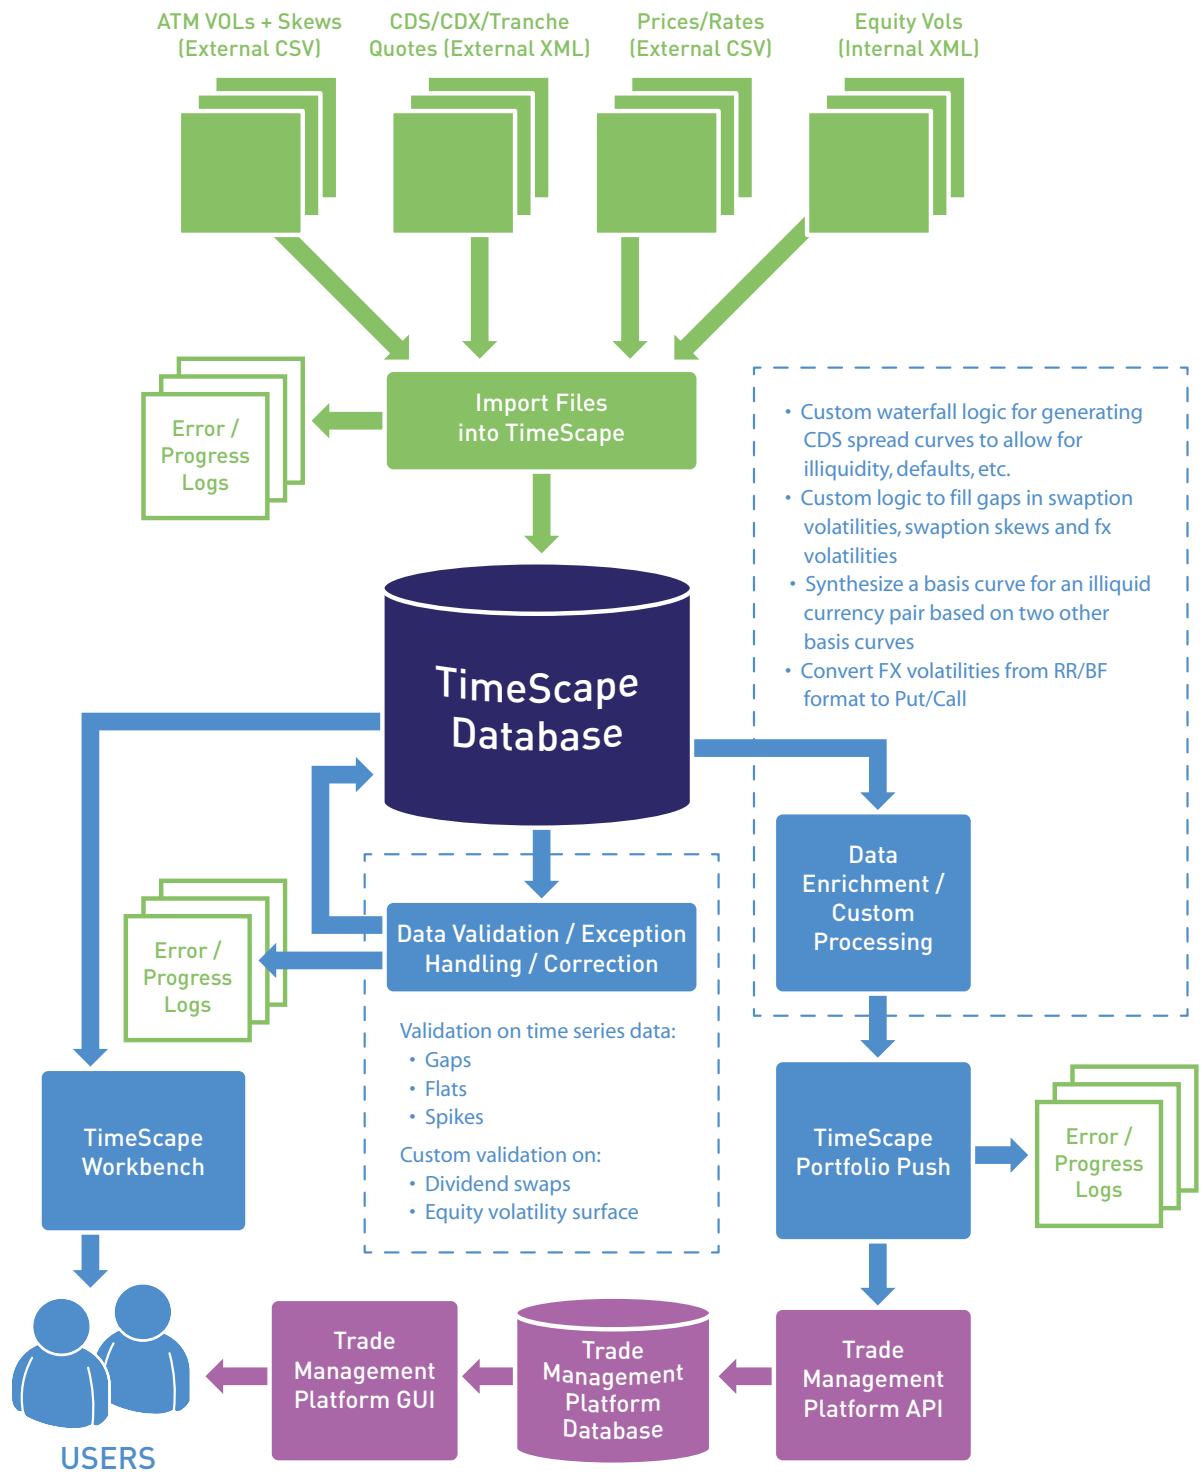 ATM VOLs + Skews
(External CSV)
CDS/CDX/Tranche
Quotes (External XML)
Prices/Rates
(External CSV)
Equity Vols
(Internal XML)
Import Files
into TimeScape
Error /
Progress
Logs
• Custom waterfall logic for generating
CDS spread curves to allow for
illiquidity, defaults, etc.
• Custom logic to fill gaps in swaption
volatilities, swaption skews and fx
volatilities
• Synthesize a basis curve for an illiquid
currency pair based on two other
basis curves
• Convert FX volatilities from RR/BF
format to Put/Call
TimeScape
Database
Data
Enrichment /
Custom
Processing
Data Validation / Exception
Handling / Correction
Error /
Progress
Logs
Validation on time series data:
• Gaps
• Flats
• Spikes
Custom validation on:
• Dividend swaps
• Equity volatility surface
TimeScape
Workbench
TimeScape
Portfolio Push
Error /
Progress
Logs
Trade
Management
Platform GUI
Trade
Management
Platform
Database
Trade
Management
Platform API
USERS